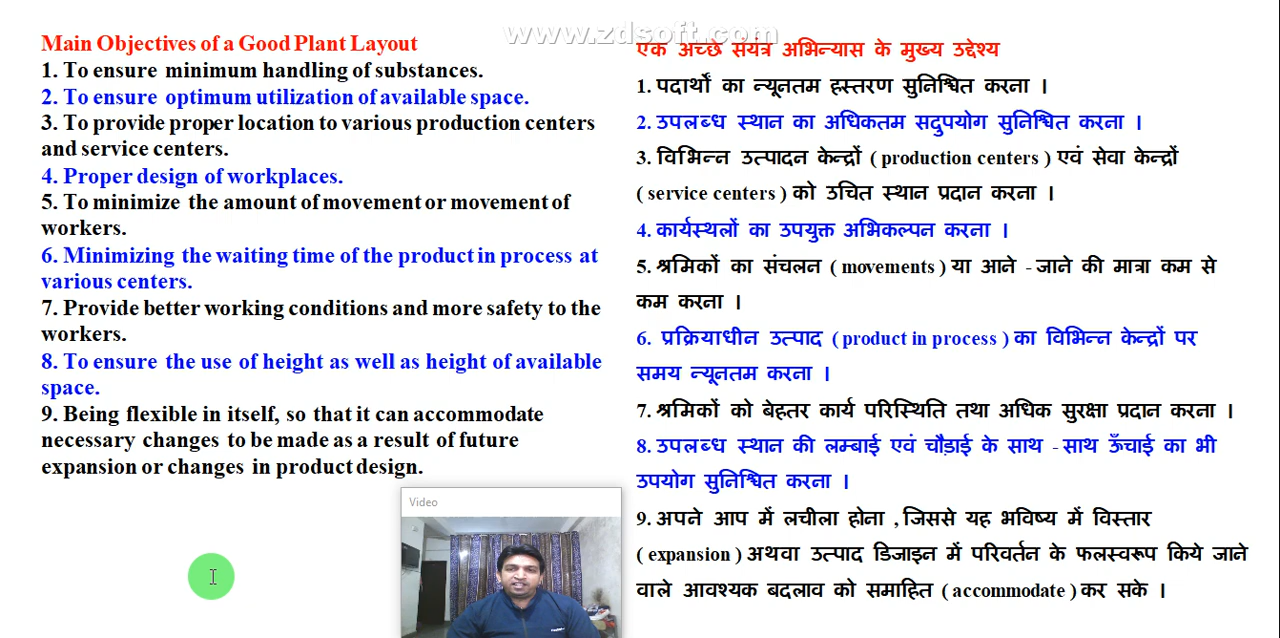 www.zdsoft.com
Main Objectives of a Good Plant Layout
1. To ensure minimum handling of substances.
2. To ensure optimum utilization of available space.
3. To provide proper location to various production centers
and service centers.
4. Proper design of workplaces.
5. To minimize the amount of movement or movement of
workers.
6. Minimizing the waiting time of the product in process at
various centers.
7. Provide better working conditions and more safety to the
workers.
8. To ensure the use of height as well as height of available
space.
9. Being flexible in itself, so that it can accommodate
necessary changes to be made as a result of future
expansion or changes in product design.
Video
एक अच्छे संयंत्र अभिन्यास के मुख्य उद्देश्य
1. पदार्थों का न्यूनतम हस्तरण सुनिश्चित करना ।
2. उपलब्ध स्थान का अधिकतम सदुपयोग सुनिश्चित करना ।
3. विभिन्न उत्पादन केन्द्रों ( production centers ) एवं सेवा केन्द्रों
( service centers ) को उचित स्थान प्रदान करना ।
4. कार्यस्थलों का उपयुक्त अभिकल्पन करना ।
5. श्रमिकों का संचलन ( movements ) या आने - जाने की मात्रा कम से
कम करना ।
6. प्रक्रियाधीन उत्पाद ( product in process ) का विभिन्न केन्द्रों पर
समय न्यूनतम करना ।
7. श्रमिकों को बेहतर कार्य परिस्थिति तथा अधिक सुरक्षा प्रदान करना ।
8. उपलब्ध स्थान की लम्बाई एवं चौड़ाई के साथ - साथ ऊँचाई का भी
उपयोग सुनिश्चित करना ।
9. अपने आप में लचीला होना , जिससे यह भविष्य में विस्तार
( expansion ) अथवा उत्पाद डिजाइन में परिवर्तन के फलस्वरूप किये जाने
वाले आवश्यक बदलाव को समाहित ( accommodate ) कर सके ।